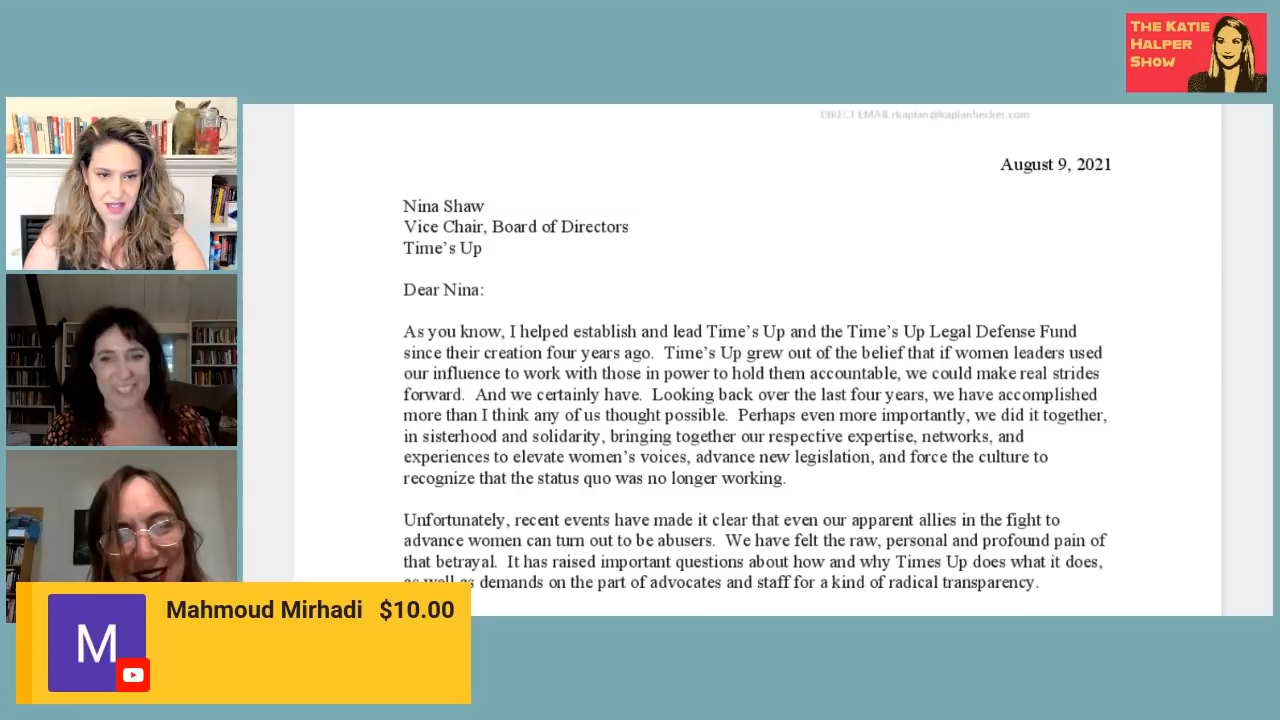 THE KATIE
HALPER
SHOW
DIRECT EMAIL rkaplan@kaplanhecker.com
August 9, 2021
Nina Shaw
Vice Chair, Board of Directors
Time's Up
Dear Nina:
As you know, I helped establish and lead Time's Up and the Time's Up Legal Defense Fund
since their creation four years ago. Time's Up grew out of the belief that if women leaders used
our influence to work with those in power to hold them accountable, we could make real strides
forward. And we certainly have. Looking back over the last four years, we have accomplished
more than I think any of us thought possible. Perhaps even more importantly, we did it together,
in sisterhood and solidarity, bringing together our respective expertise, networks, and
experiences to elevate women's voices, advance new legislation, and force the culture to
recognize that the status quo was no longer working.
Unfortunately, recent events have made it clear that even our apparent allies in the fight to
advance women can turn out to be abusers. We have felt the raw, personal and profound pain of
that betrayal. It has raised important questions about how and why Times Up does what it does,
as well as demands on the part of advocates and staff for a kind of radical transparency.
M
Mahmoud Mirhadi $10.00